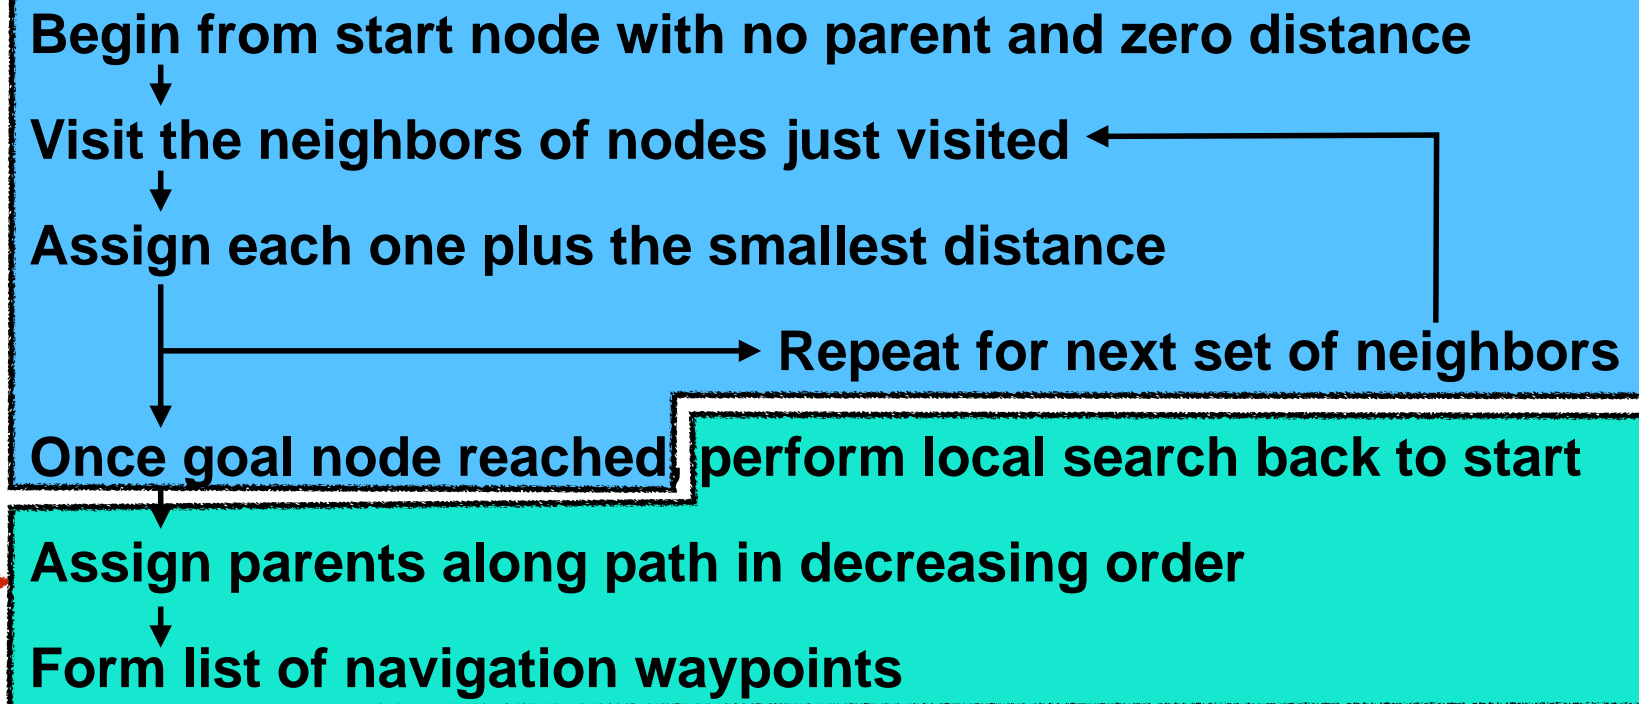 Begin from start node with no parent and zero distance
Visit the neighbors of nodes just visited
Assign each one plus the smallest distance
Repeat for next set of neighbors
Once goal node reached, perform local search back to start
Assign parents along path in decreasing order
Form list of navigation waypoints